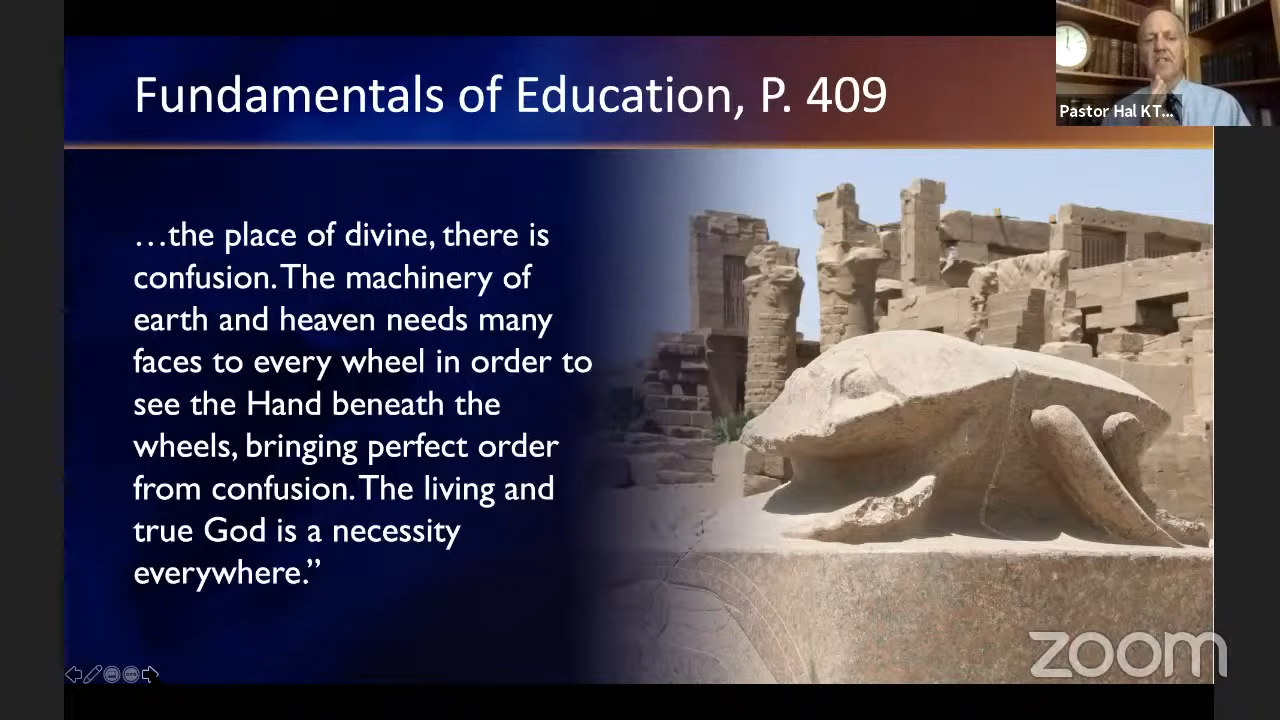 Fundamentals of Education, P. 409
Pastor Hal KT...
…the place of divine, there is
confusion. The machinery of
earth and heaven needs many
faces to every wheel in order to
see the Hand beneath the
wheels, bringing perfect order
from confusion. The living and
true God is a necessity
everywhere.”
zoom